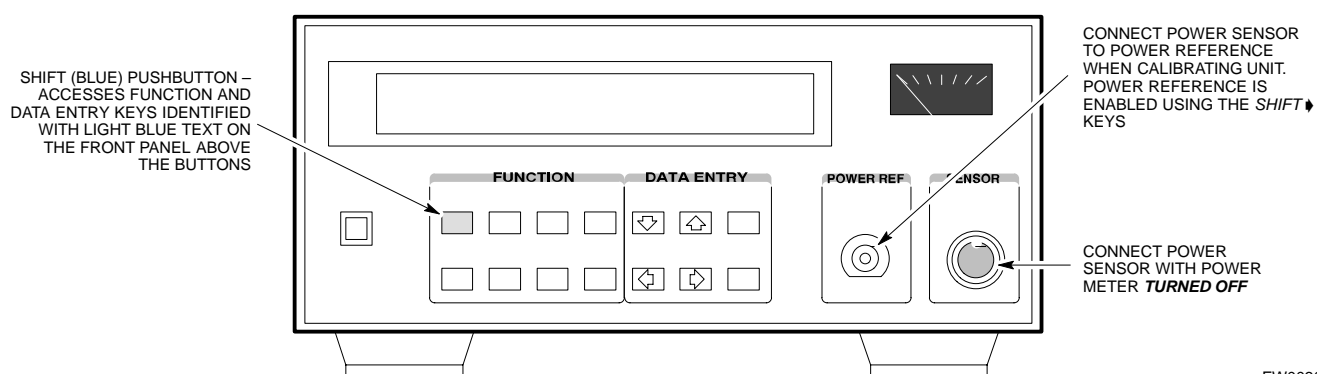 SHIFT (BLUE) PUSHBUTTON –
ACCESSES FUNCTION AND
DATA ENTRY KEYS IDENTIFIED
WITH LIGHT BLUE TEXT ON
THE FRONT PANEL ABOVE
THE BUTTONS
CONNECT POWER SENSOR
TO POWER REFERENCE
WHEN CALIBRATING UNIT.
POWER REFERENCE IS
ENABLED USING THE SHIFT
KEYS
FUNCTION
DATA ENTRY
POWER REF
SENSOR
CONNECT POWER
SENSOR WITH POWER
METER TURNED OFF